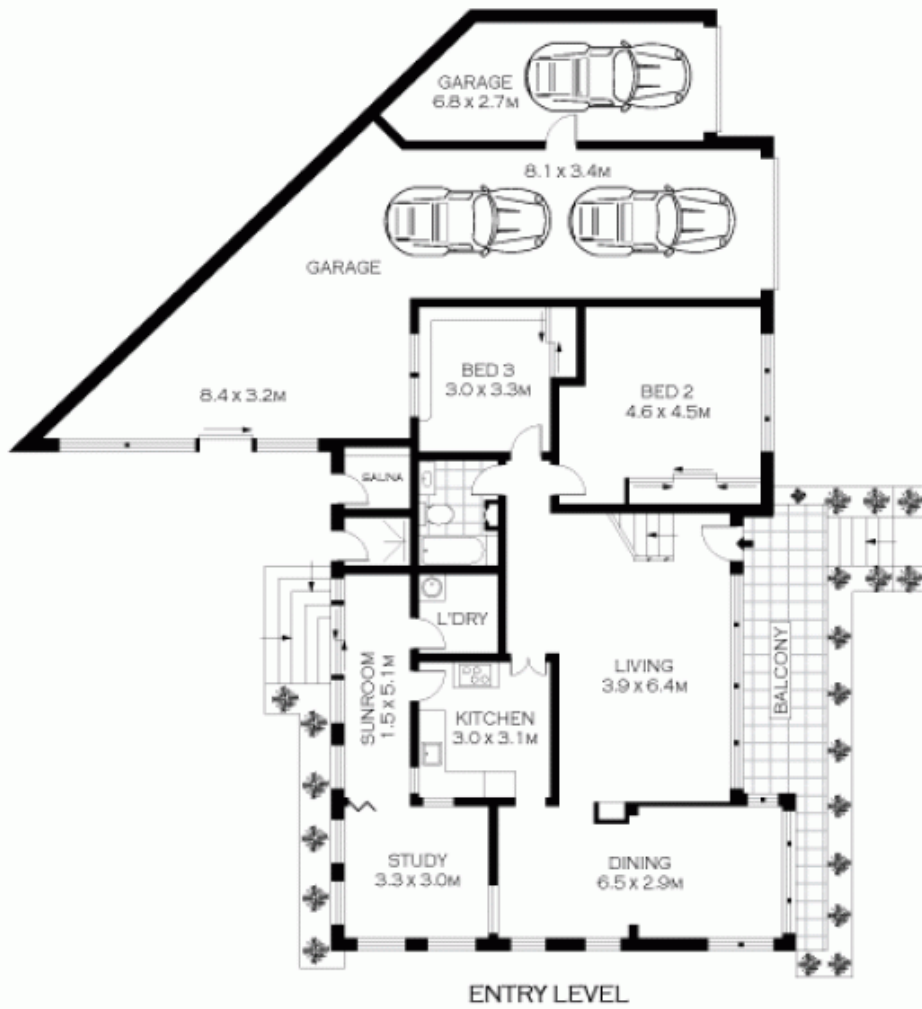 GARAGE
6.8 x 2.7M
8.1 x 3.4M
GARAGE
8.4 x 3.2M
BED 3
3.0 x 3.3M
BED 2
4.6 x 4.5M
SAUNA
L'DRY
SUNROOM
1.5 x 5.1M
KITCHEN
3.0 x 3.1M
LIVING
3.9 x 6.4M
BALCONY
STUDY
3.3 x 3.0M
DINING
6.5 x 2.9M
ENTRY LEVEL